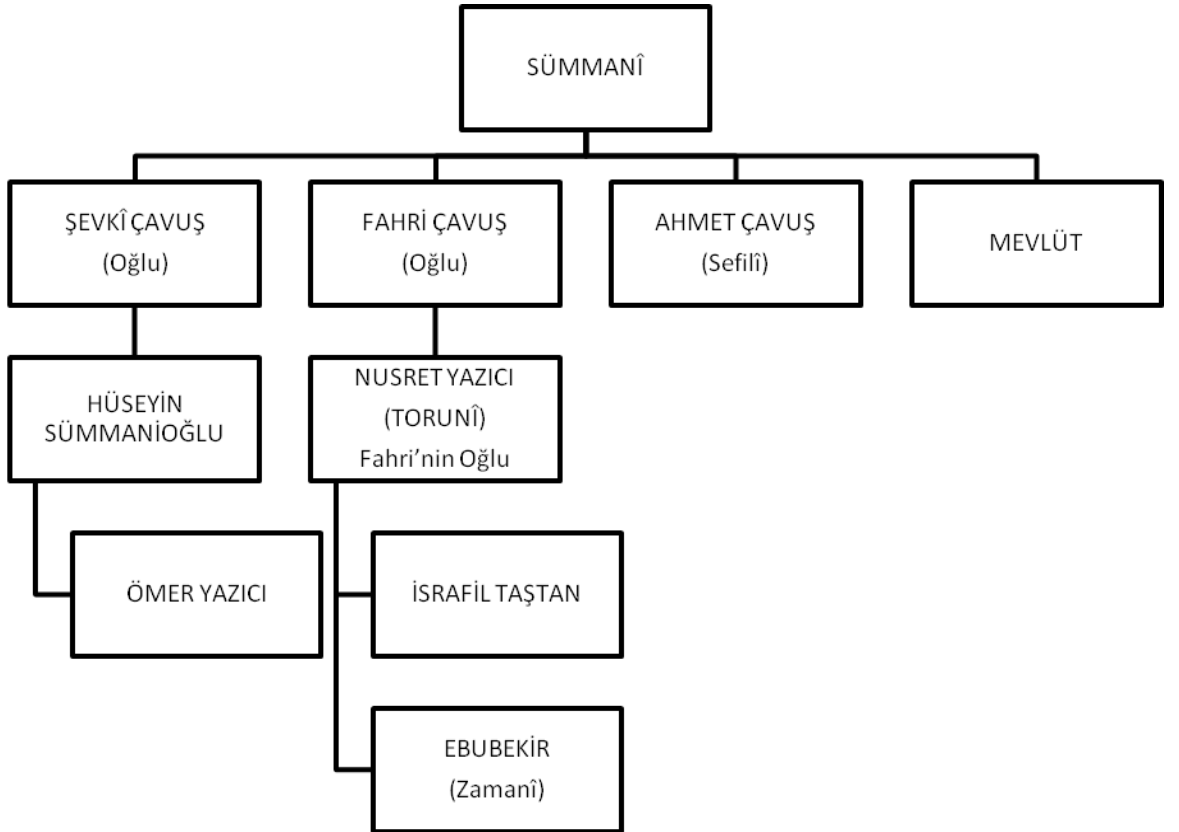 SÜMMANÎ
ŞEVKÎ ÇAVUŞ
(Oğlu)
FAHRİ ÇAVUŞ
(Oğlu)
AHMET ÇAVUŞ
(Sefilî)
MEVLÜT
HÜSEYİN
SÜMMANİOĞLU
NUSRET YAZICI
(TORUNÎ)
Fahri’nin Oğlu
ÖMER YAZICI
İSRAFİL TAŞTAN
EBUBEKİR
(Zamanî)